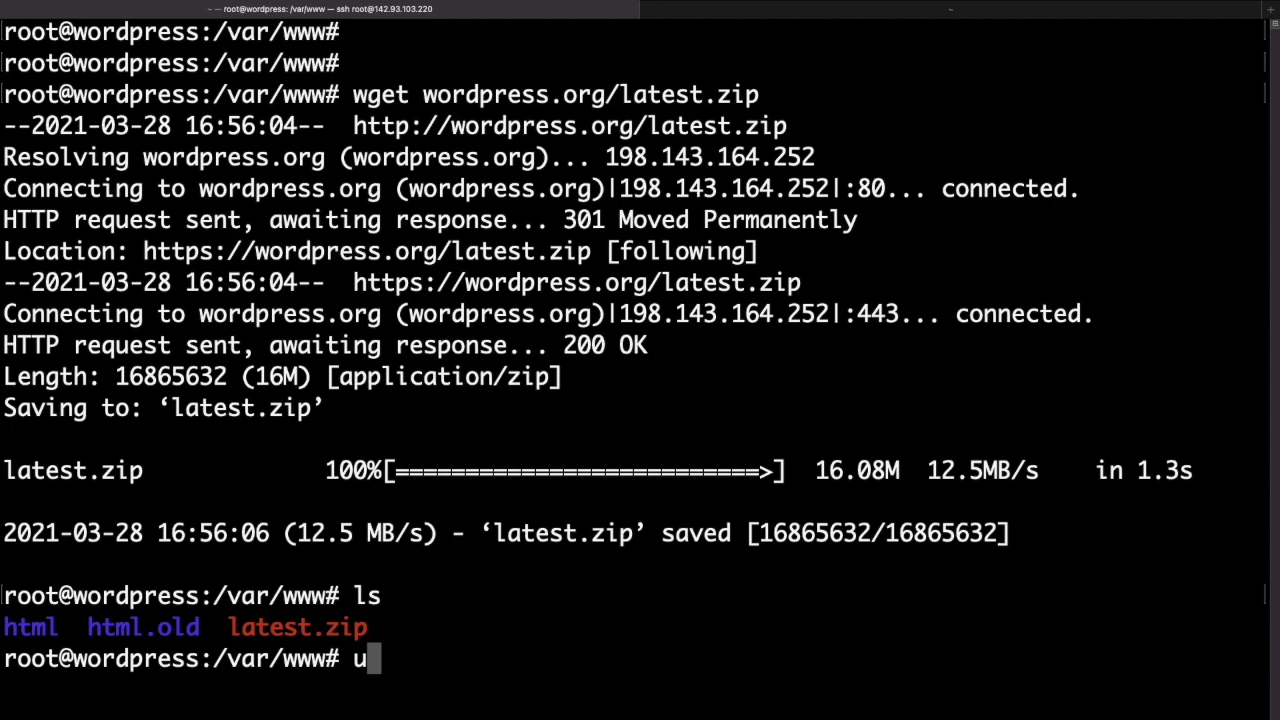 ~ — root@wordpress: /var/www — ssh root@142.93.103.220
~
root@wordpress:/var/www#
root@wordpress:/var/www#
root@wordpress:/var/www# wget wordpress.org/latest.zip
--2021-03-28 16:56:04--  http://wordpress.org/latest.zip
Resolving wordpress.org (wordpress.org)... 198.143.164.252
Connecting to wordpress.org (wordpress.org)|198.143.164.252|:80... connected.
HTTP request sent, awaiting response... 301 Moved Permanently
Location: https://wordpress.org/latest.zip [following]
--2021-03-28 16:56:04--  https://wordpress.org/latest.zip
Connecting to wordpress.org (wordpress.org)|198.143.164.252|:443... connected.
HTTP request sent, awaiting response... 200 OK
Length: 16865632 (16M) [application/zip]
Saving to: ‘latest.zip’
latest.zip             100%[==========================>]  16.08M  12.5MB/s    in 1.3s
2021-03-28 16:56:06 (12.5 MB/s) - ‘latest.zip’ saved [16865632/16865632]
root@wordpress:/var/www# ls
html  html.old  latest.zip
root@wordpress:/var/www# u